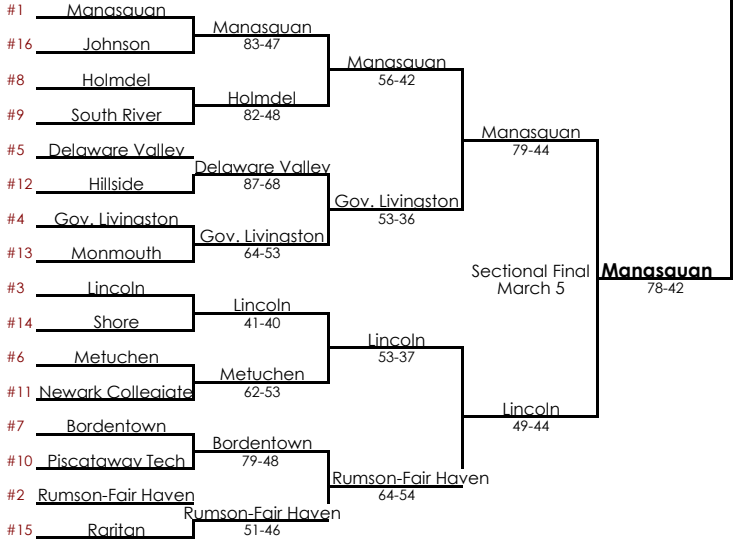 #1 Manasquan
Manasquan
#16 Johnson
83-47
Manasquan
56-42
#8 Holmdel
Holmdel
#9 South River
82-48
Manasquan
79-44
#5 Delaware Valley
Delaware Valley
#12 Hillside
87-68
Gov. Livingston
53-36
#4 Gov. Livingston
Gov. Livingston
#13 Monmouth
64-53
Sectional Final
March 5
Manasquan
78-42
#3 Lincoln
Lincoln
#14 Shore
41-40
Lincoln
53-37
#6 Metuchen
Metuchen
#11 Newark Collegiate
62-53
Lincoln
49-44
#7 Bordentown
Bordentown
#10 Piscataway Tech
79-48
Rumson-Fair Haven
64-54
#2 Rumson-Fair Haven
Rumson-Fair Haven
#15 Raritan
51-46